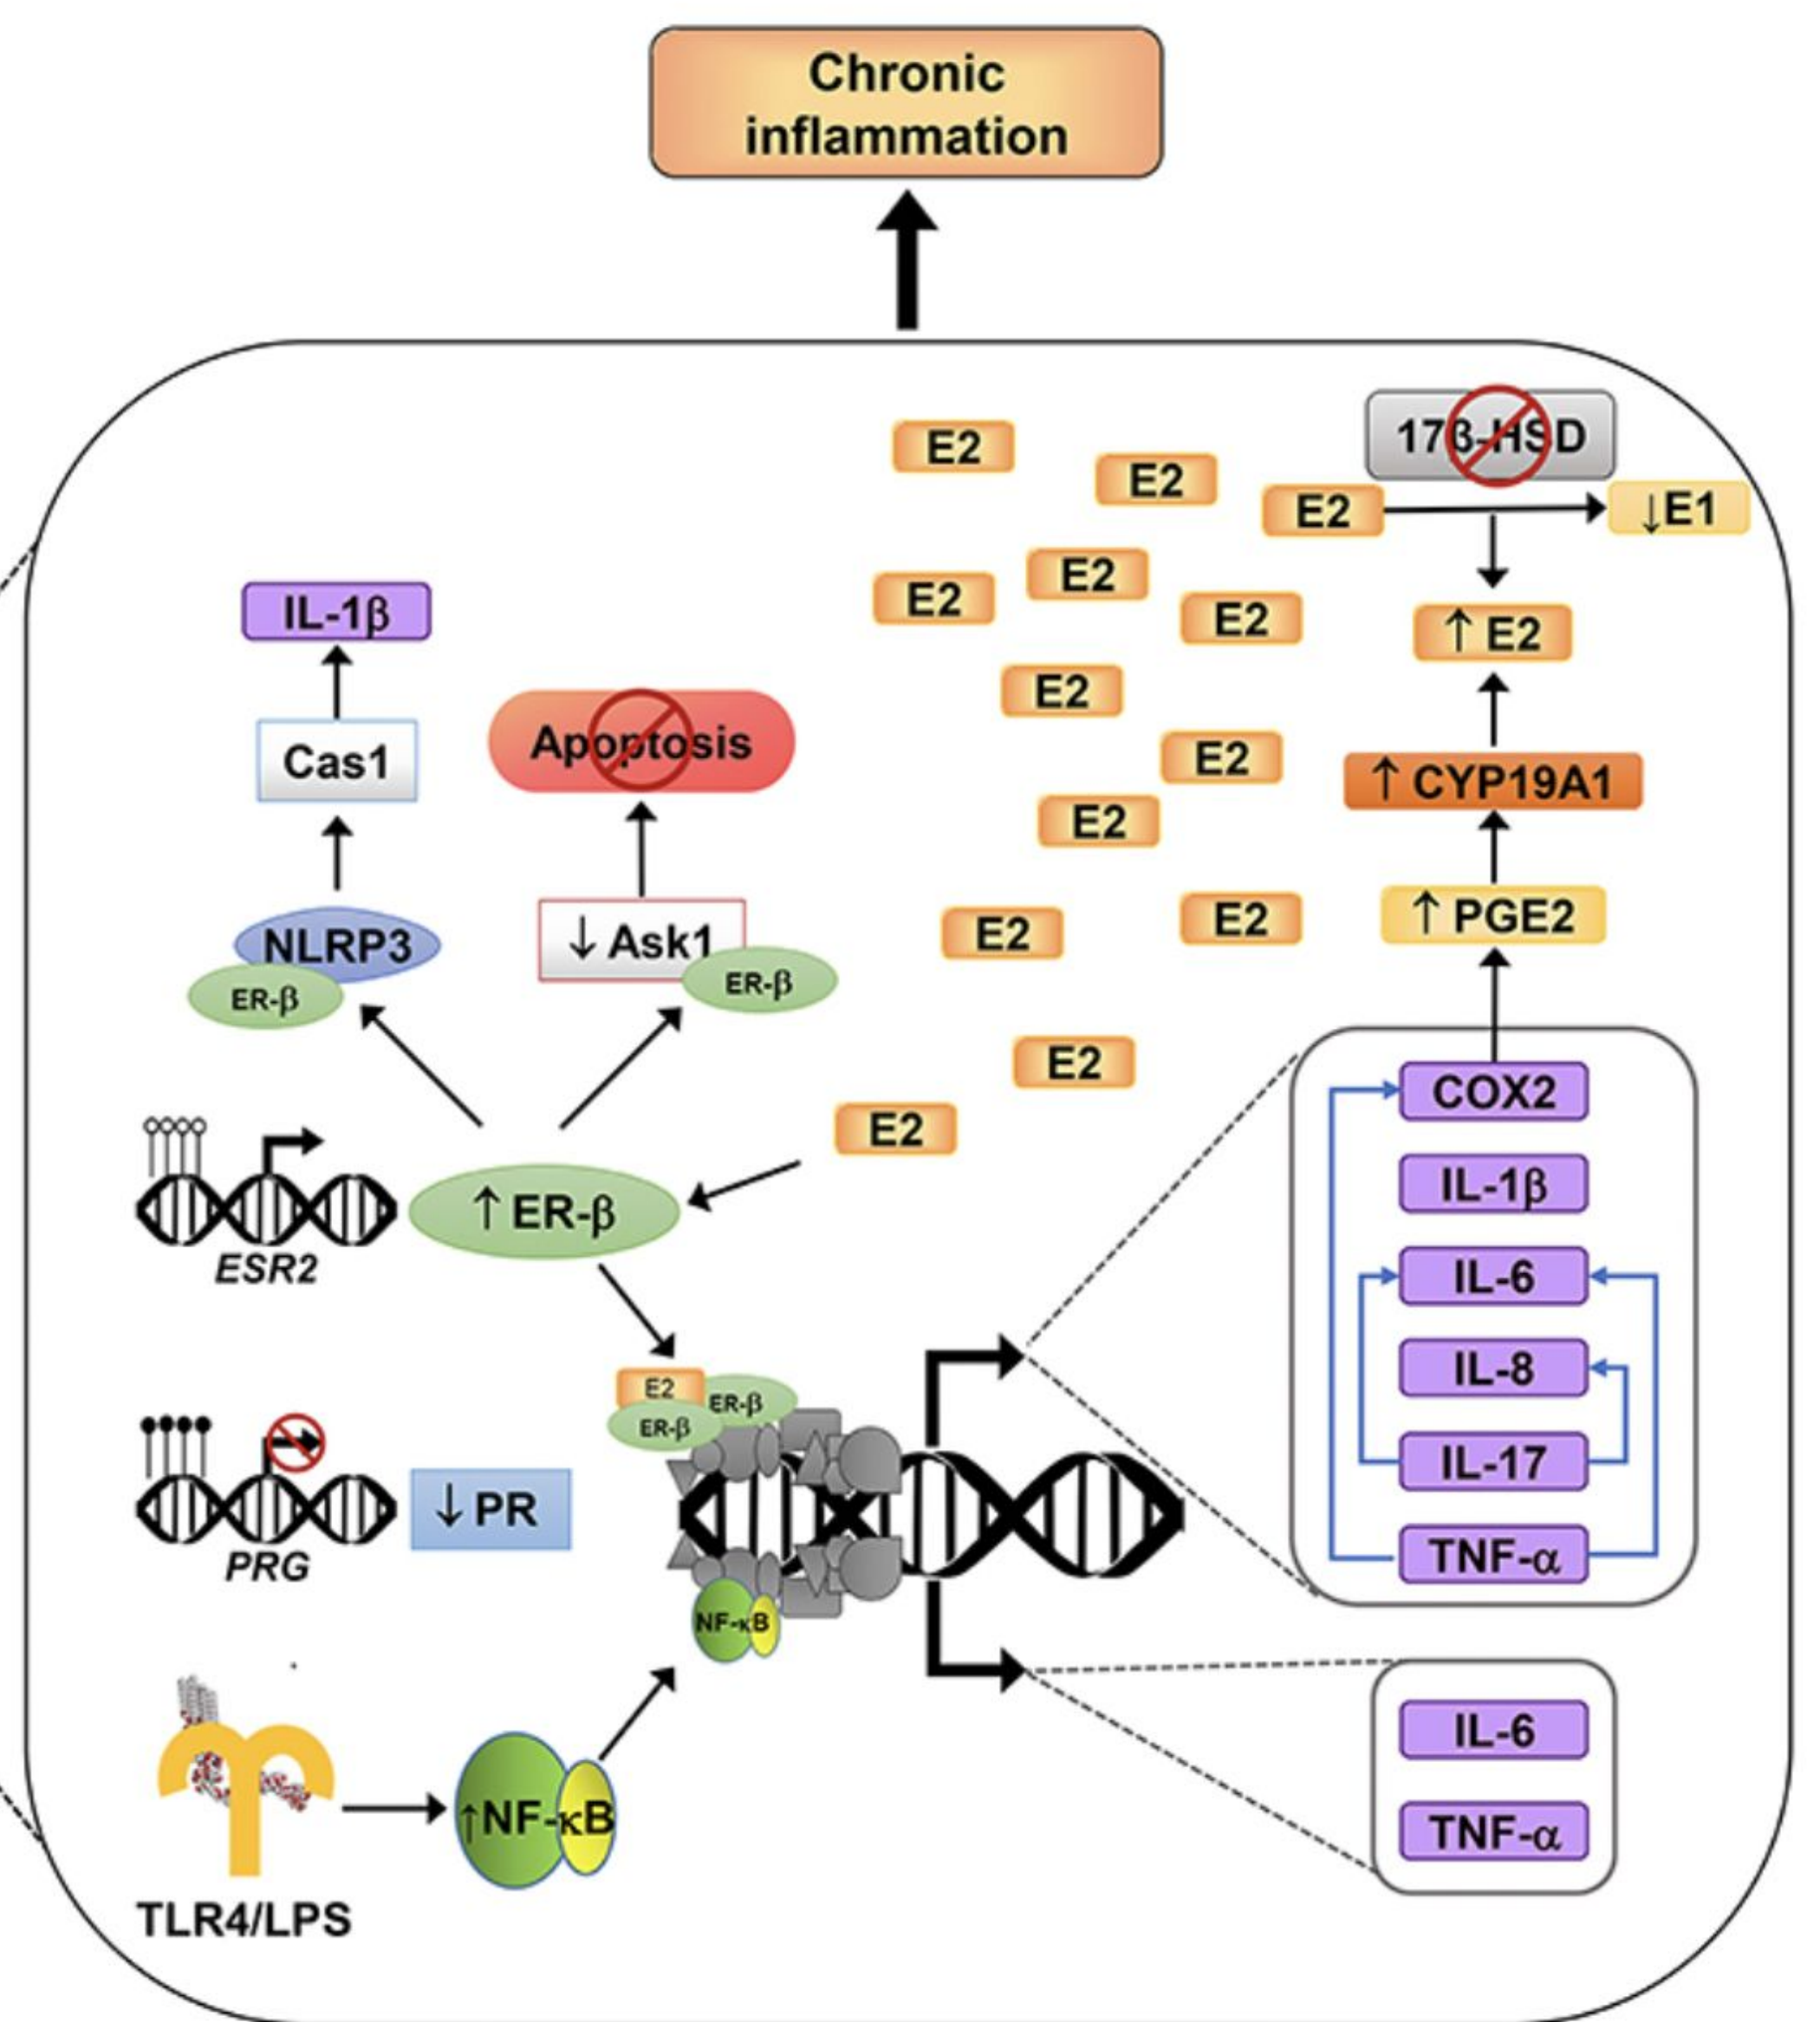 Chronic
inflammation
17β-HSD
E2
E2
E2
↓E1
E2
E2
E2
↑ E2
IL-1β
E2
Apoptosis
E2
Cas1
↑ CYP19A1
E2
E2
E2
↑ PGE2
NLRP3
ER-β
↓ Ask1
ER-β
E2
E2
↑ ER-β
ESR2
COX2
IL-1β
IL-6
IL-8
IL-17
TNF-α
E2
ER-β
ER-β
PRG
↓ PR
NF-κB
IL-6
TNF-α
↑NF-κB
TLR4/LPS